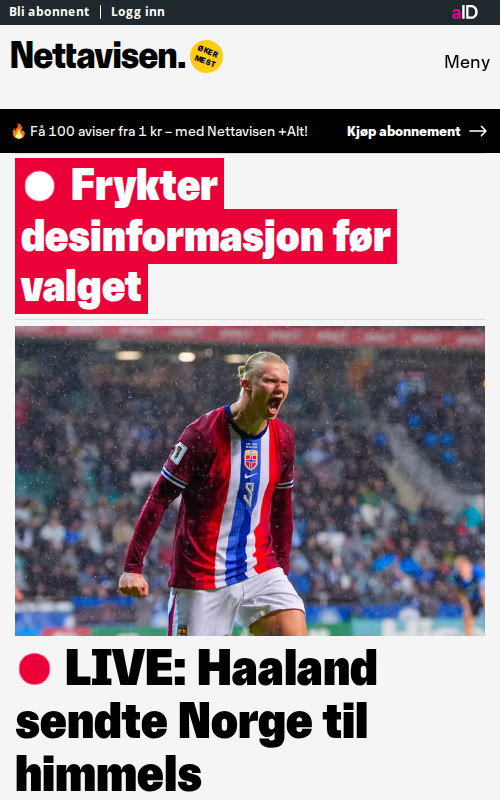 Bli abonnent | Logg inn
aID
Nettavisen.
ØKER
MEST
Meny
🔥 Få 100 aviser fra 1 kr – med Nettavisen +Alt!
Kjøp abonnement →
Frykter
desinformasjon før
valget
9
LIVE: Haaland
sendte Norge til
himmels